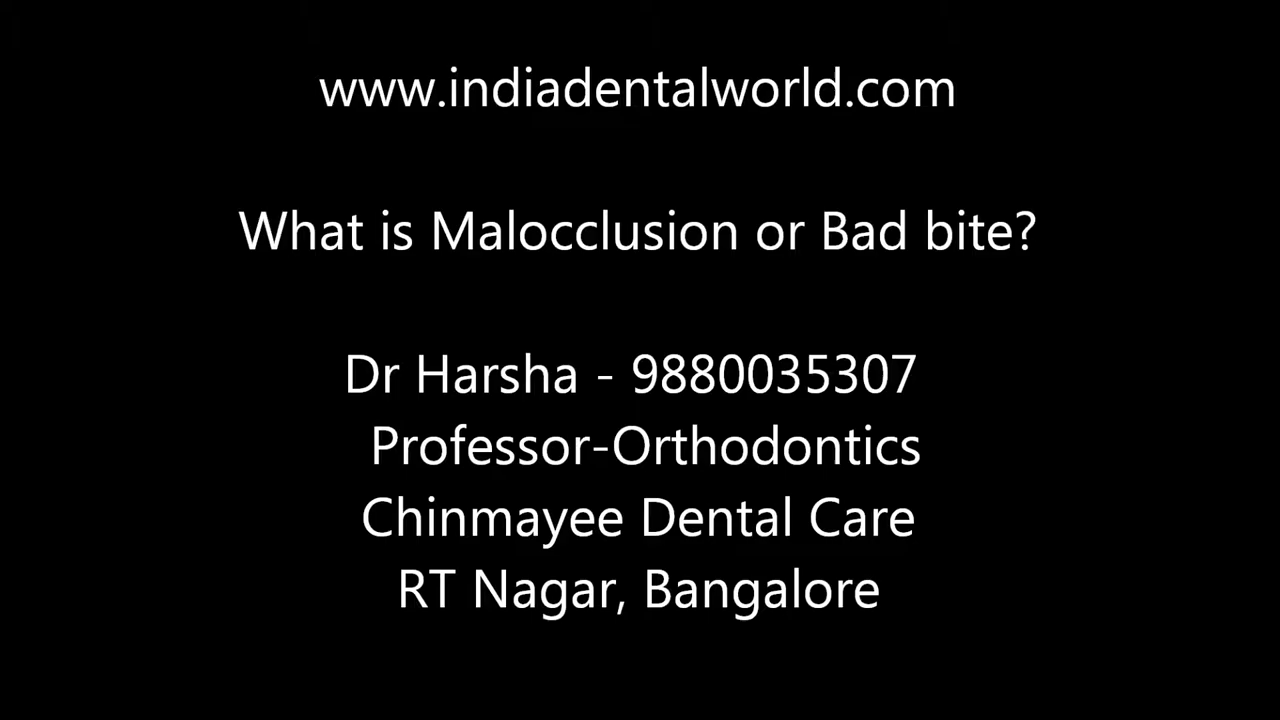 www.indiadentalworld.com
What is Malocclusion or Bad bite?
Dr Harsha - 9880035307
Professor-Orthodontics
Chinmayee Dental Care
RT Nagar, Bangalore